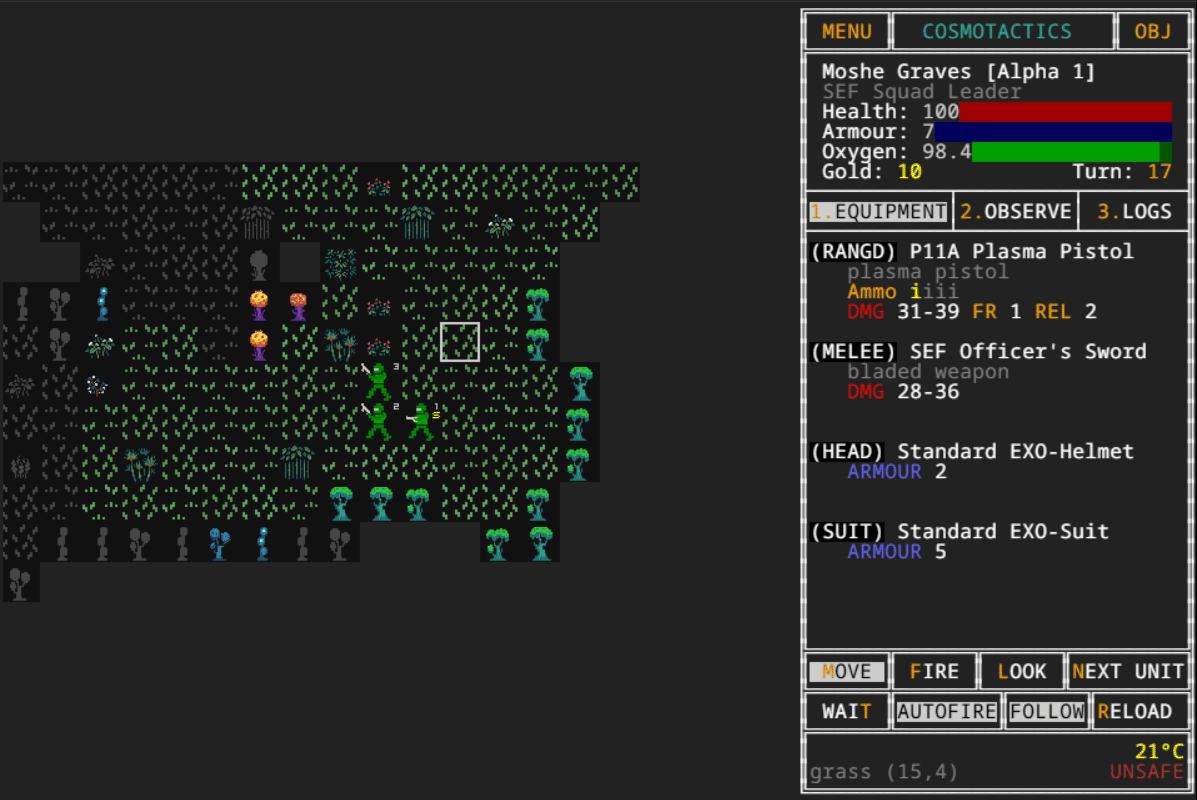 MENU COSMOTACTICS OBJ
Moshe Graves [Alpha 1]
SEF Squad Leader
Health: 100
Armour: 7
Oxygen: 98.4
Gold: 10 Turn: 17
1.EQUIPMENT 2.OBSERVE 3.LOGS
(RANGD) P11A Plasma Pistol
plasma pistol
Ammo iiii
DMG 31-39 FR 1 REL 2
(MELEE) SEF Officer's Sword
bladed weapon
DMG 28-36
(HEAD) Standard EXO-Helmet
ARMOUR 2
(SUIT) Standard EXO-Suit
ARMOUR 5
3
2 1
S
MOVE FIRE LOOK NEXT UNIT
WAIT AUTOFIRE FOLLOW RELOAD
21°C
grass (15,4) UNSAFE